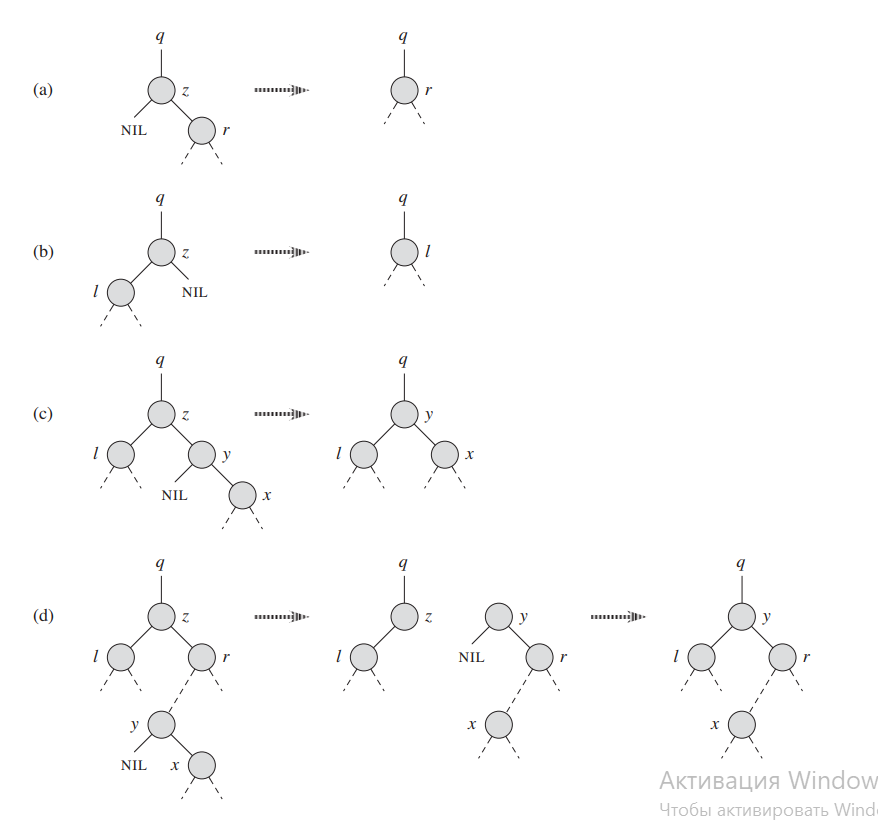 q q
(a) z r
NIL r
q q
(b) z l
l NIL
q q
(c) z y
l y l x
NIL x
q q
(d) z z y y
l r l NIL r l r
y x x
NIL x
Активация Window
Чтобы активировать Wind